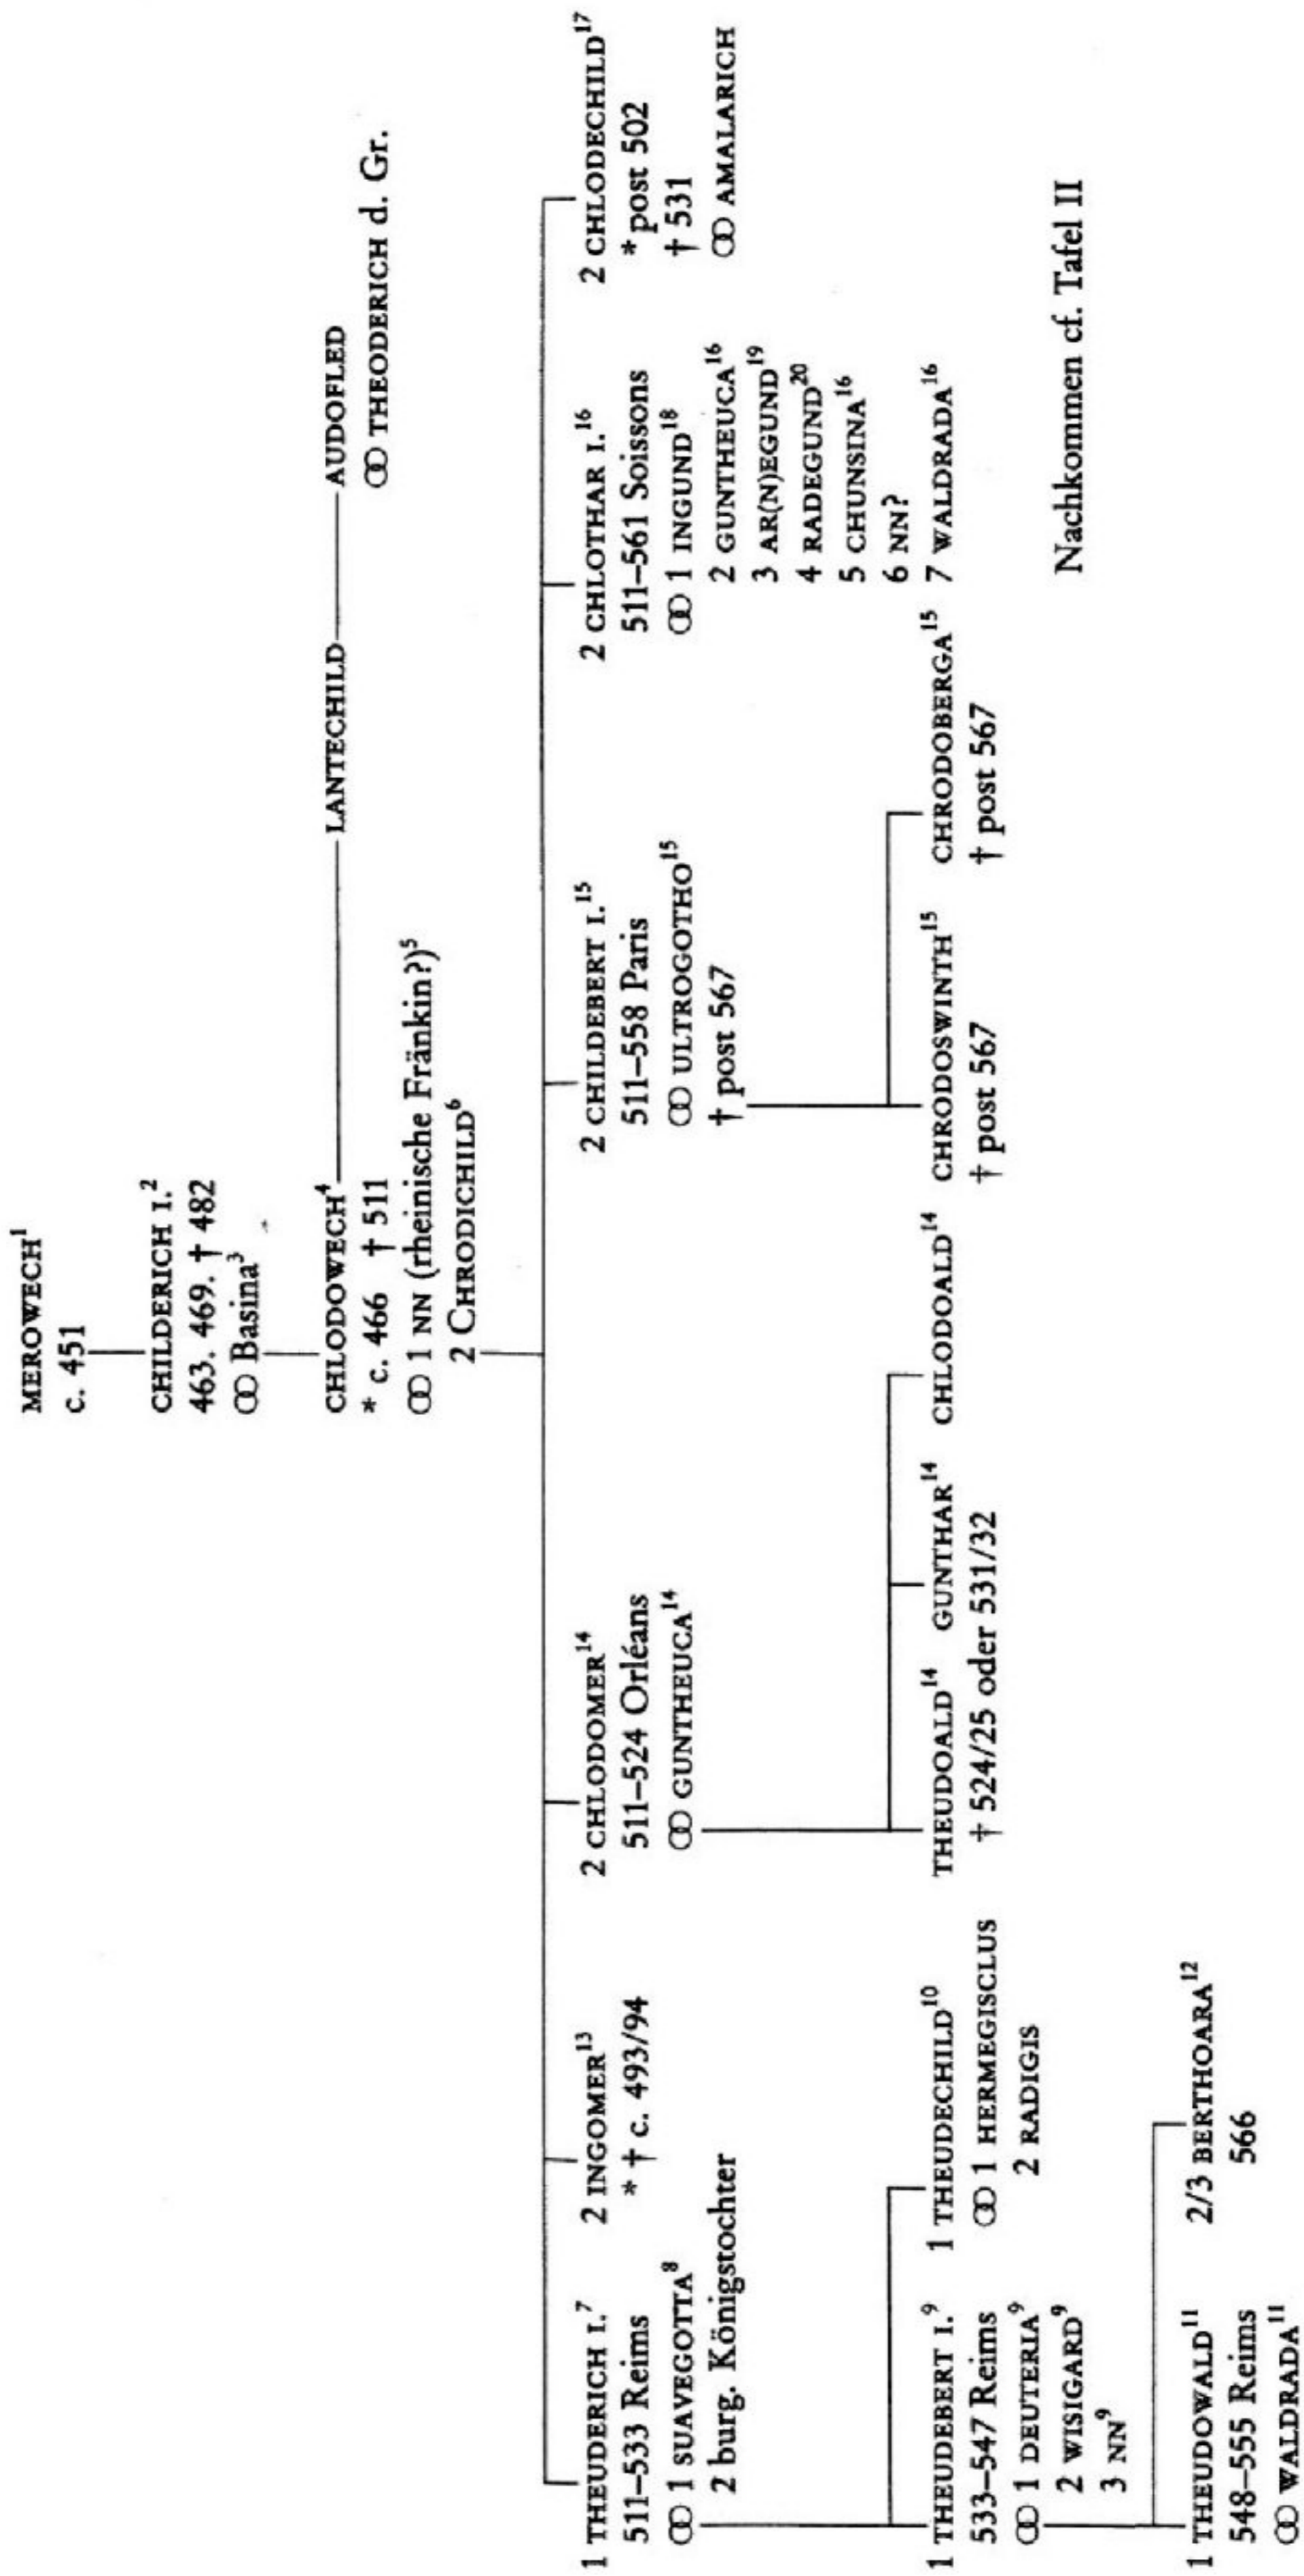 MEROWECH¹
c. 451
CHILDERICH I.²
463. 469. † 482
⚭ Basina³
CHLODOWECH⁴ LANTECHILD AUDOFLED
* c. 466 † 511
⚭ THEODERICH d. Gr.
⚭ 1 NN (rheinische Fränkin?)⁵
2 CHRODICHILD⁶
1 THEUDERICH I.⁷
511–533 Reims
⚭ 1 SUAVEGOTTA⁸
2 burg. Königstochter
2 INGOMER¹³
* † c. 493/94
2 CHLODOMER¹⁴
511–524 Orléans
⚭ GUNTHEUCA¹⁴
2 CHILDEBERT I.¹⁵
511–558 Paris
⚭ ULTROGOTHO¹⁵
† post 567
2 CHLOTHAR I.¹⁶
511–561 Soissons
⚭ 1 INGUND¹⁸
2 GUNTHEUCA¹⁶
3 AR(N)EGUND¹⁹
4 RADEGUND²⁰
5 CHUNSINA¹⁶
6 NN?
7 WALDRADA¹⁶
2 CHLODECHILD¹⁷
* post 502
† 531
⚭ AMALARICH
1 THEUDEBERT I.⁹
533–547 Reims
⚭ 1 DEUTERIA⁹
2 WISIGARD⁹
3 NN⁹
1 THEUDECHILD¹⁰
⚭ 1 HERMEGISCLUS
2 RADIGIS
THEUDOALD¹⁴ GUNTHAR¹⁴ CHLODOALD¹⁴
† 524/25 oder 531/32
CHRODOSWINTH¹⁵
† post 567
CHRODOBERGA¹⁵
† post 567
Nachkommen cf. Tafel II
1 THEUDOWALD¹¹
548–555 Reims
⚭ WALDRADA¹¹
2/3 BERTHOARA¹²
566